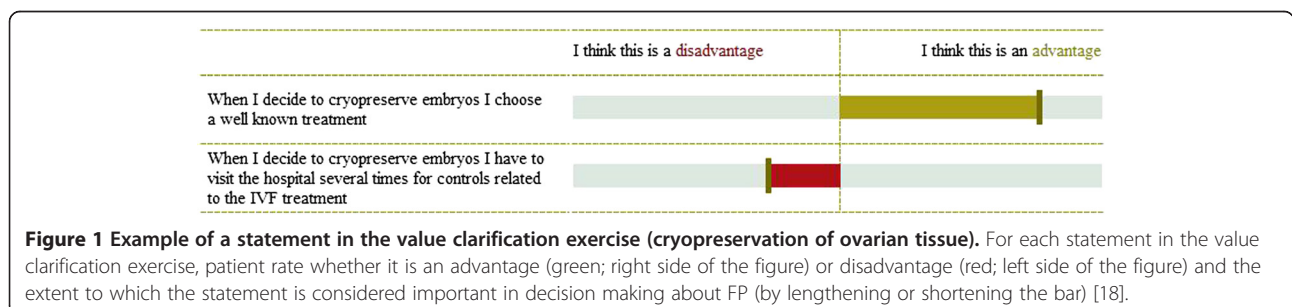 I think this is a disadvantage I think this is an advantage
When I decide to cryopreserve embryos I choose
a well known treatment
When I decide to cryopreserve embryos I have to
visit the hospital several times for controls related
to the IVF treatment
Figure 1 Example of a statement in the value clarification exercise (cryopreservation of ovarian tissue). For each statement in the value
clarification exercise, patient rate whether it is an advantage (green; right side of the figure) or disadvantage (red; left side of the figure) and the
extent to which the statement is considered important in decision making about FP (by lengthening or shortening the bar) [18].